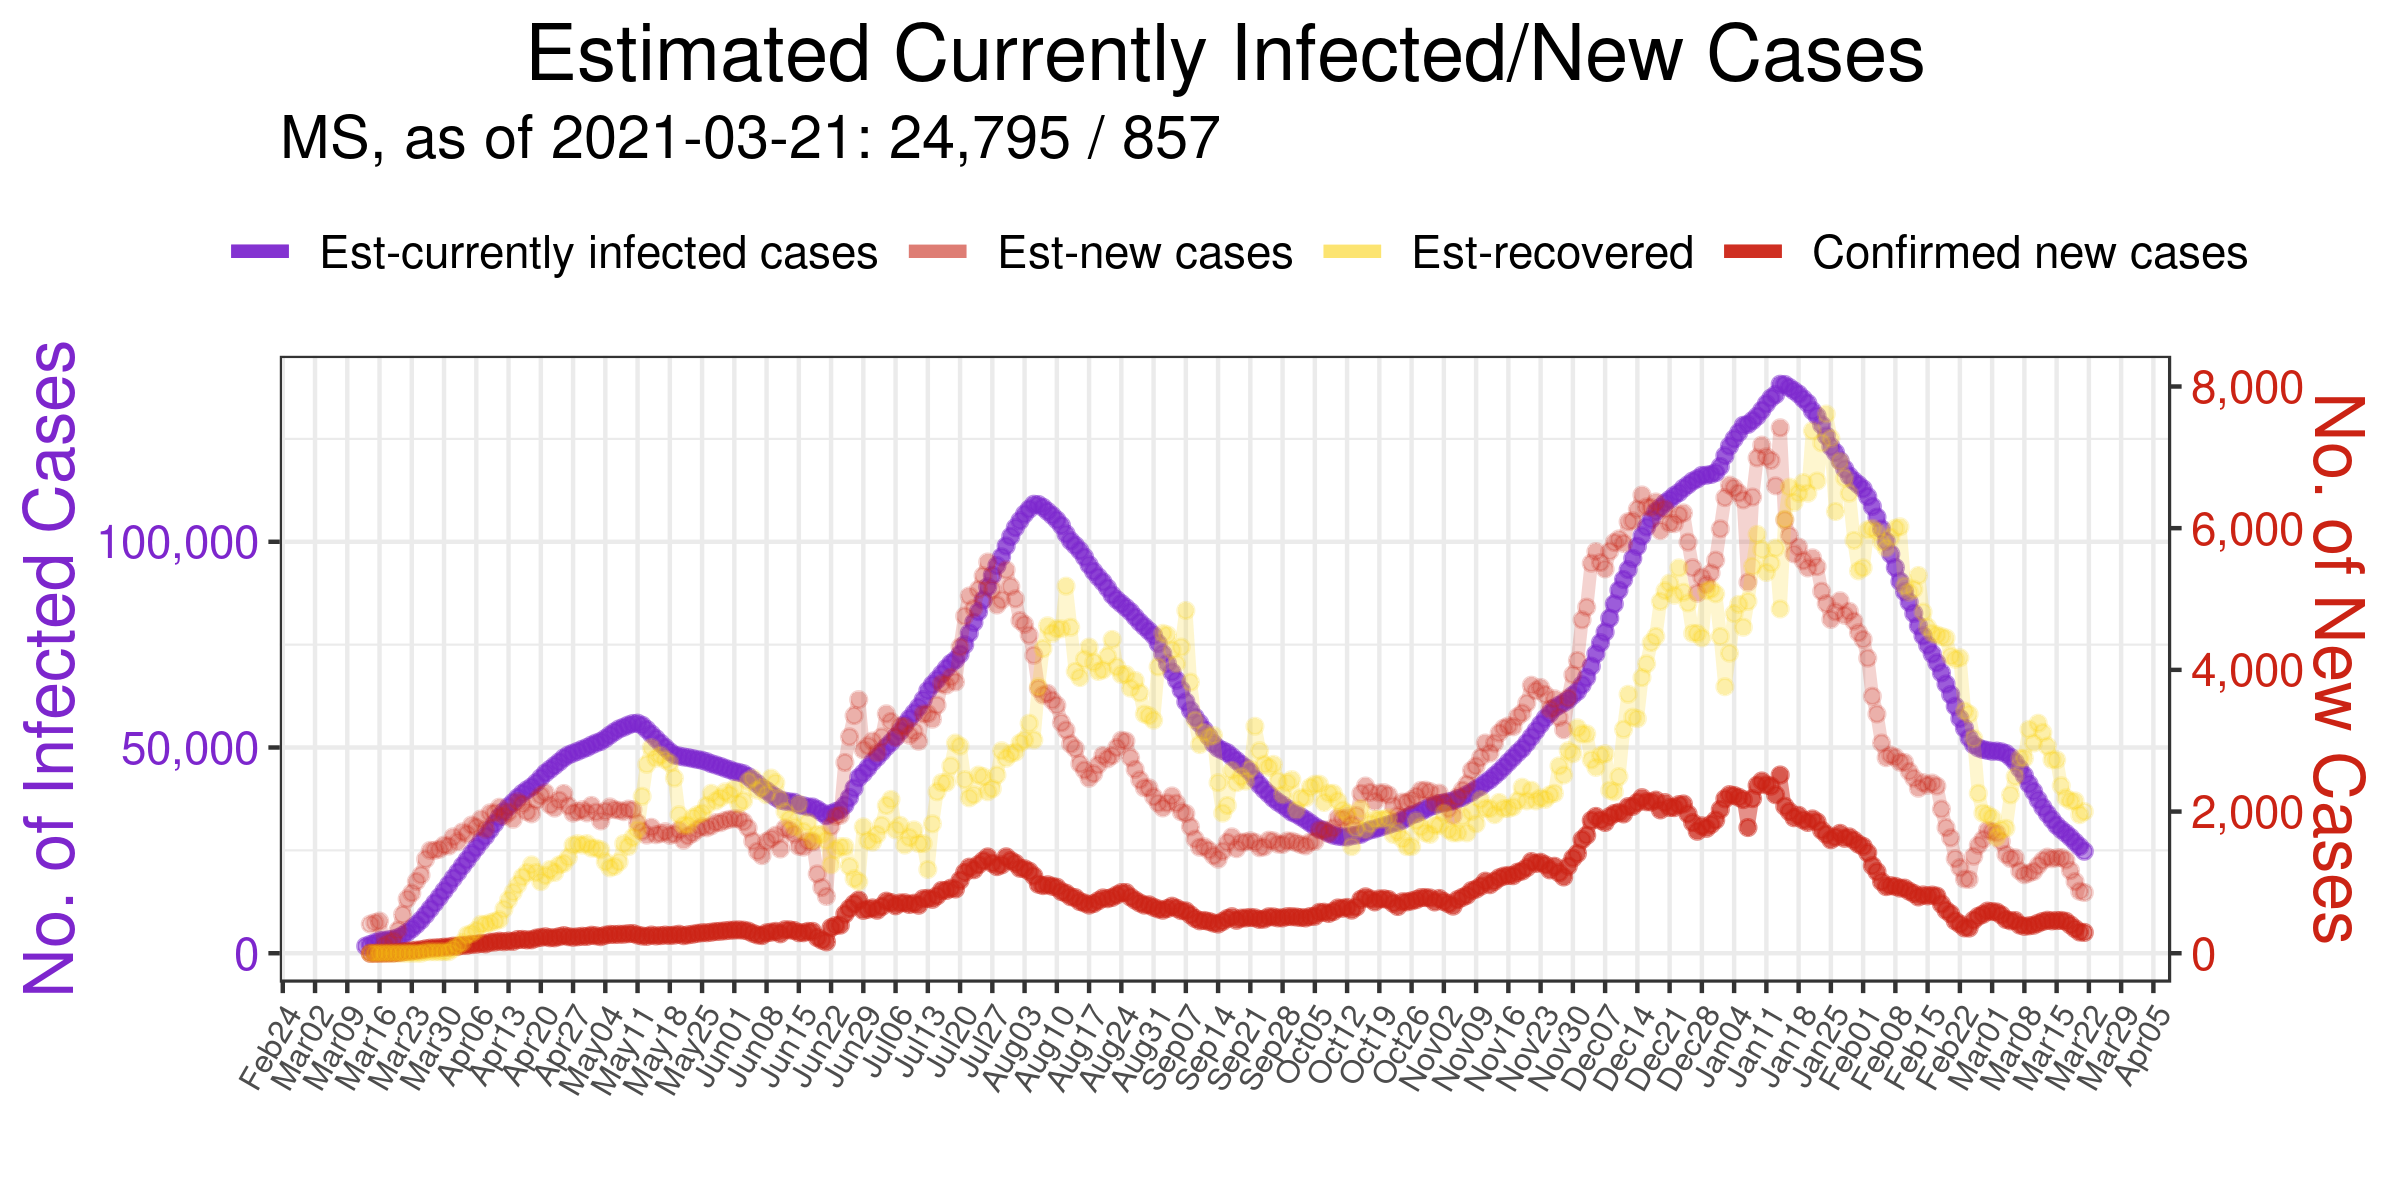 Estimated Currently Infected/New Cases
MS, as of 2021-03-21: 24,795 / 857
Est-currently infected cases Est-new cases Est-recovered Confirmed new cases
No. of Infected Cases
100,000
50,000
0
8,000
6,000
4,000
2,000
0
No. of New Cases
Feb24 Mar02 Mar09 Mar16 Mar23 Mar30 Apr06 Apr13 Apr20 Apr27 May04 May11 May18 May25 Jun01 Jun08 Jun15 Jun22 Jun29 Jul06 Jul13 Jul20 Jul27 Aug03 Aug10 Aug17 Aug24 Aug31 Sep07 Sep14 Sep21 Sep28 Oct05 Oct12 Oct19 Oct26 Nov02 Nov09 Nov16 Nov23 Nov30 Dec07 Dec14 Dec21 Dec28 Jan04 Jan11 Jan18 Jan25 Feb01 Feb08 Feb15 Feb22 Mar01 Mar08 Mar15 Mar22 Mar29 Apr05